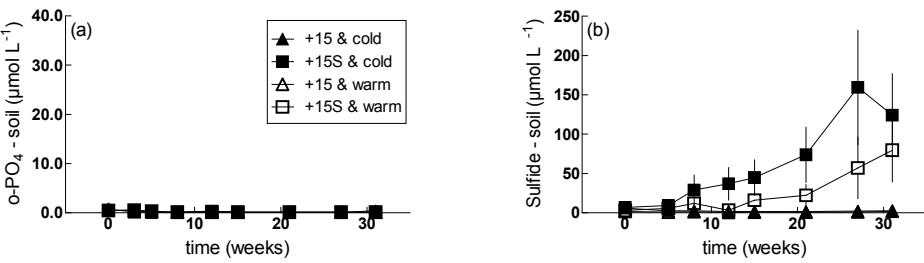 (a)
o-PO4 - soil (µmol L-1)
40.0
30.0
20.0
10.0
0.0
0 10 20 30
time (weeks)
+15 & cold
+15S & cold
+15 & warm
+15S & warm
(b)
Sulfide - soil (µmol L-1)
250
200
150
100
50
0
0 10 20 30
time (weeks)